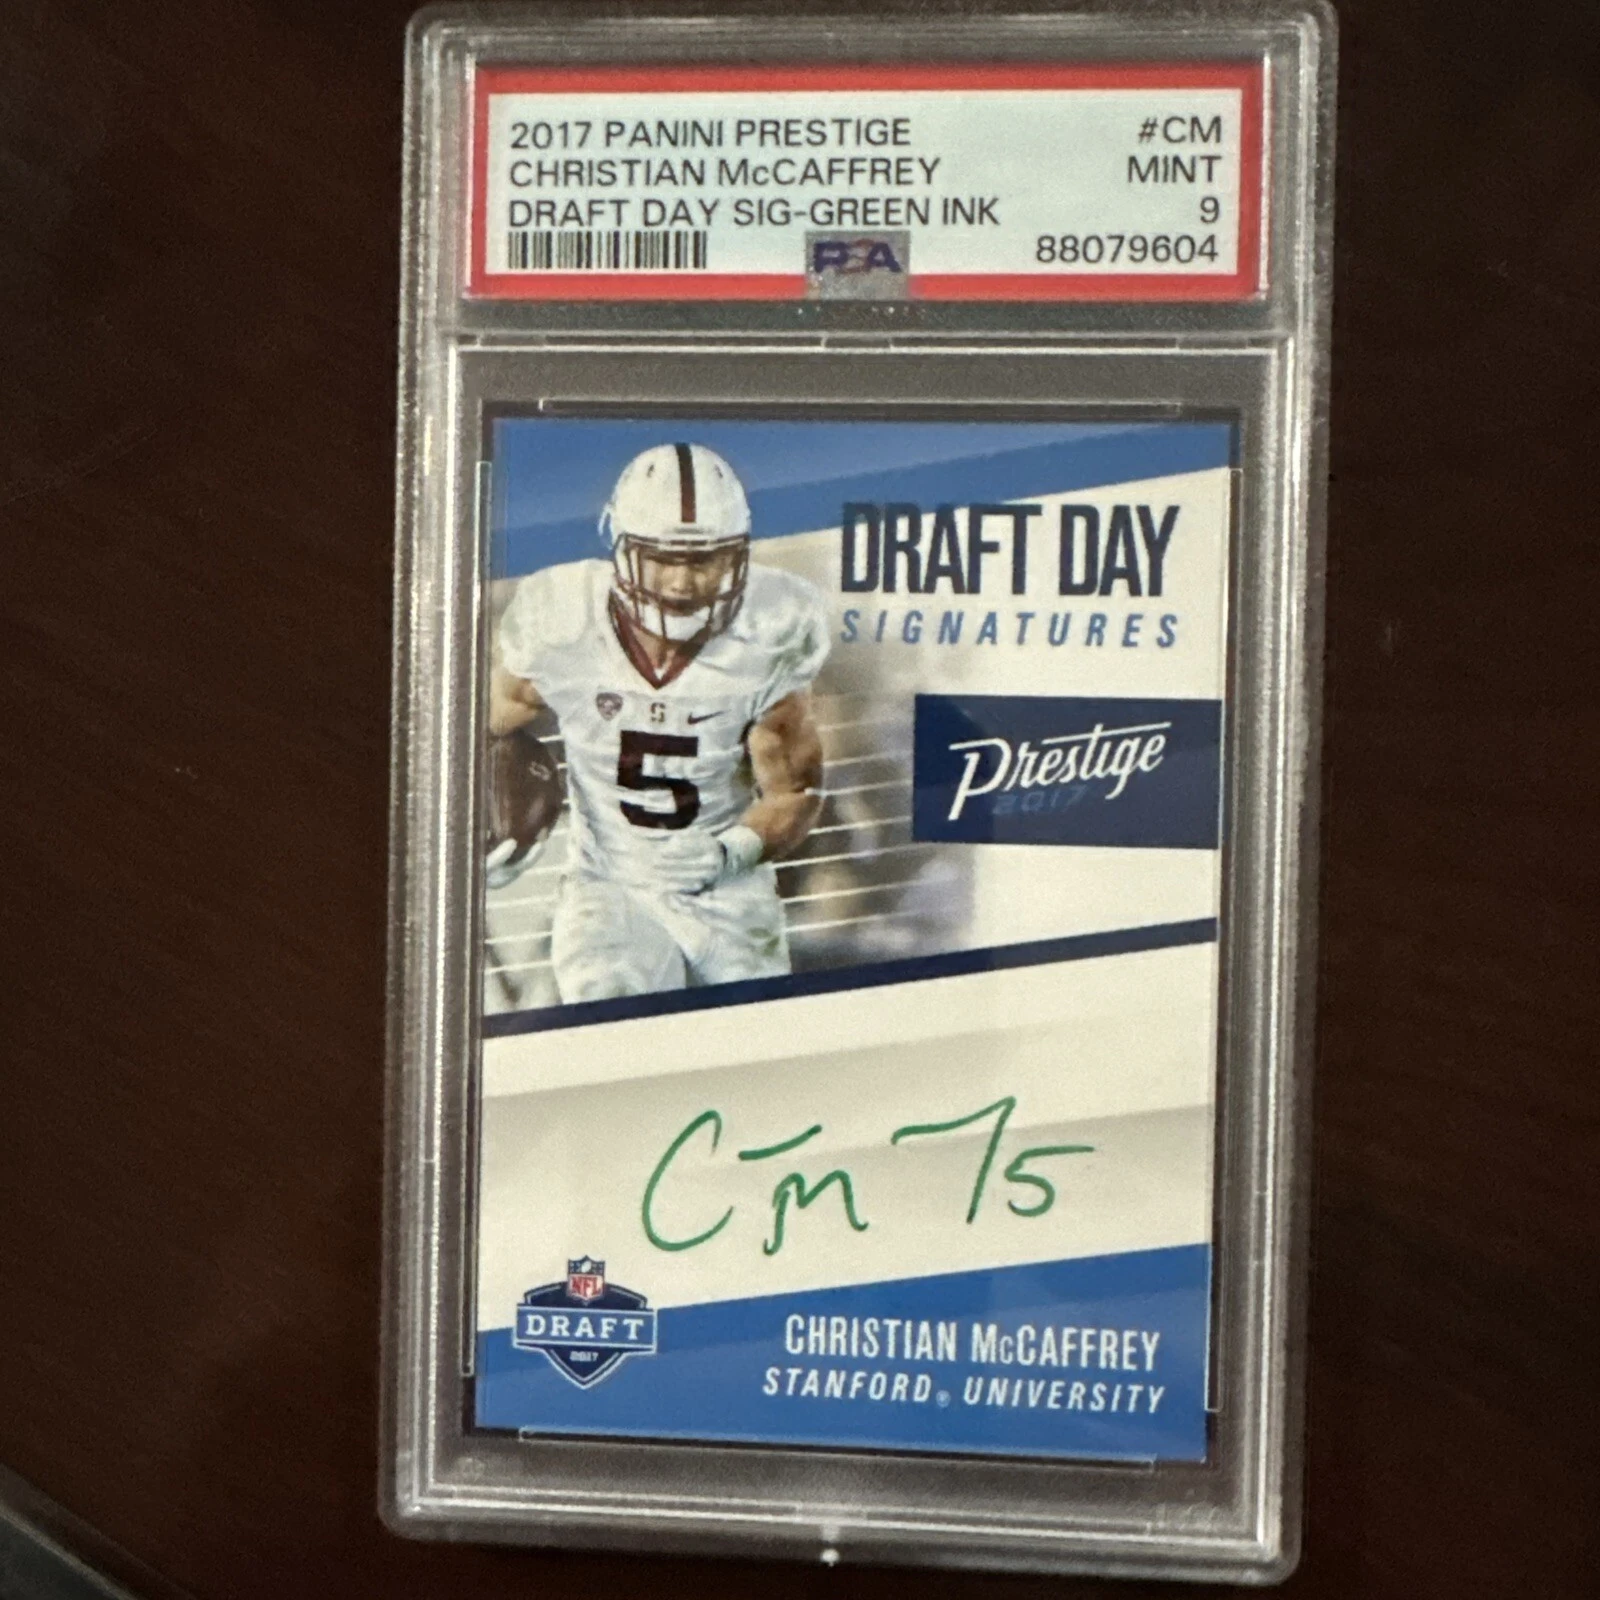 2017 PANINI PRESTIGE #CM
CHRISTIAN McCAFFREY MINT
DRAFT DAY SIG-GREEN INK 9
PSA 88079604
DRAFT DAY
SIGNATURES
S
5
Prestige
2017
CM 5
NFL
DRAFT
2017
CHRISTIAN McCAFFREY
STANFORD® UNIVERSITY